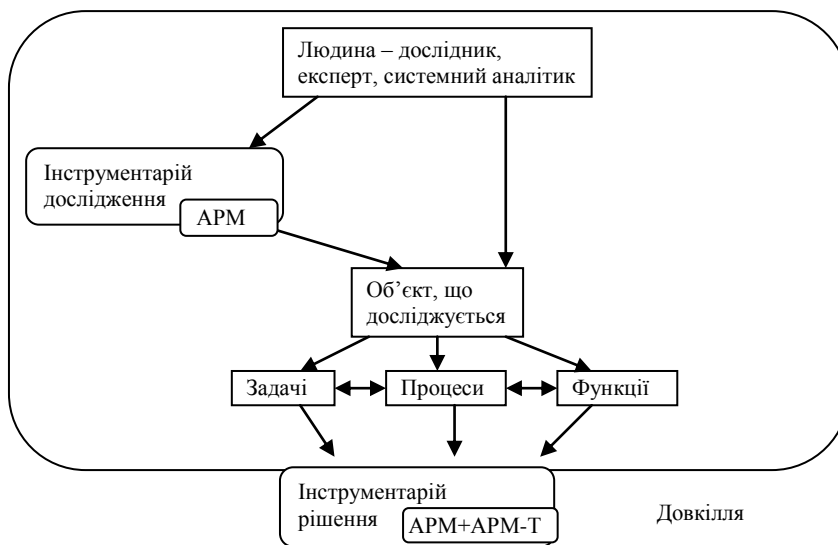 Людина – дослідник,
експерт, системний аналітик
Інструментарій
дослідження
АРМ
Об’єкт, що
досліджується
Задачі
Процеси
Функції
Інструментарій
рішення
АРМ+АРМ-Т
Довкілля